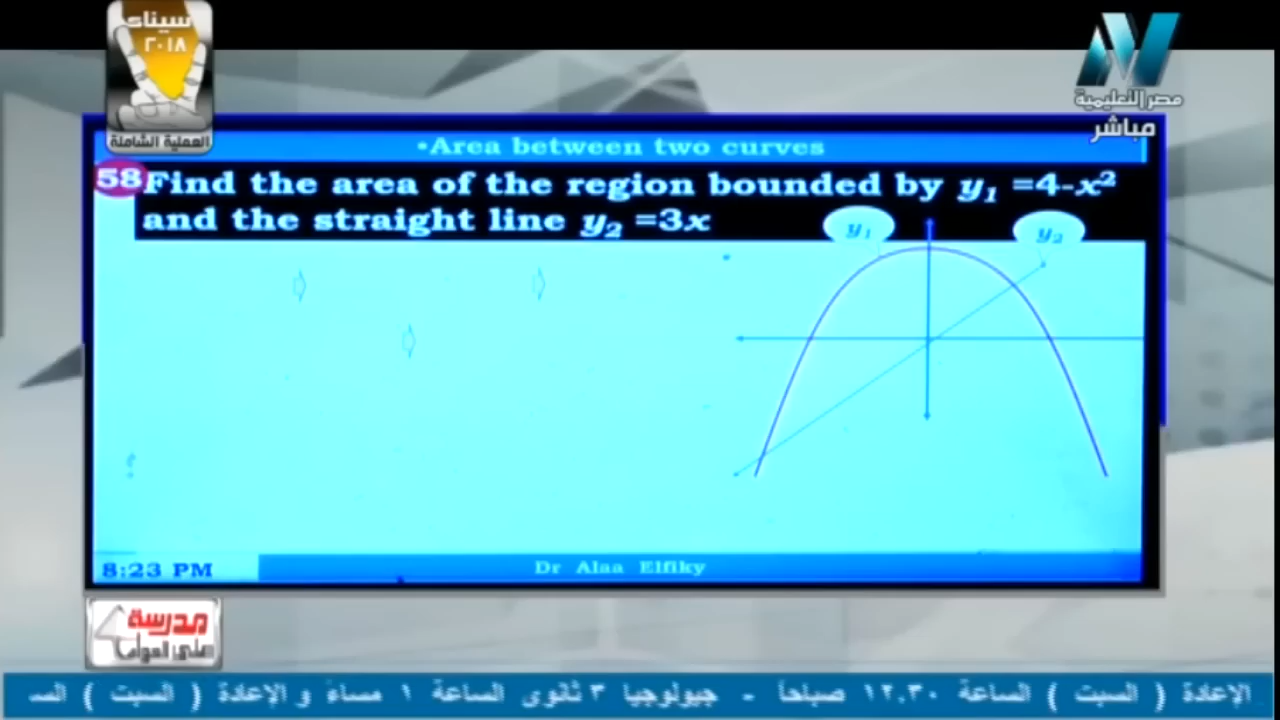 سيناء
٢٠١٨
العملية الشاملة
مصر التعليمية
مباشر
•Area between two curves
58 Find the area of the region bounded by y₁ =4-x²
and the straight line y₂ =3x
y₁
y₂
8:23 PM
Dr Alaa Elfiky
مدرسة
على الهواء
الإعادة ( السبت ) الساعة ١٢.٣٠ صباحاً - جيولوجيا ٣ ثانوى الساعة ١ مساءً و الإعادة ( السبت ) الس